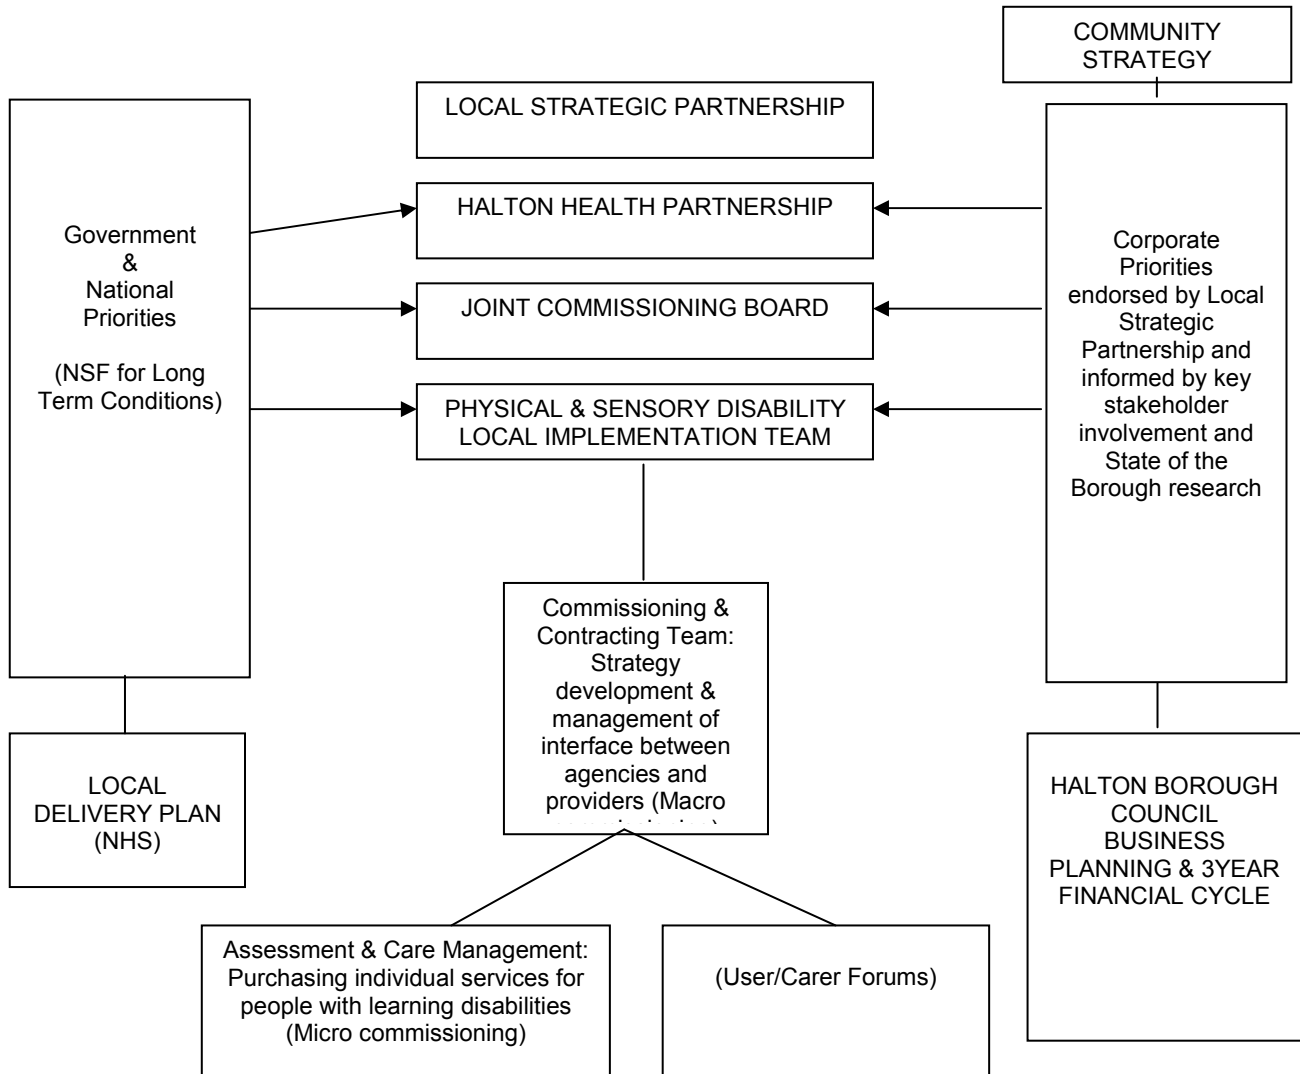 COMMUNITY
STRATEGY
LOCAL STRATEGIC PARTNERSHIP
HALTON HEALTH PARTNERSHIP
JOINT COMMISSIONING BOARD
PHYSICAL & SENSORY DISABILITY
LOCAL IMPLEMENTATION TEAM
Government
&
National
Priorities
(NSF for Long
Term Conditions)
Corporate
Priorities
endorsed by Local
Strategic
Partnership and
informed by key
stakeholder
involvement and
State of the
Borough research
Commissioning &
Contracting Team:
Strategy
development &
management of
interface between
agencies and
providers (Macro
LOCAL
DELIVERY PLAN
(NHS)
HALTON BOROUGH
COUNCIL
BUSINESS
PLANNING & 3YEAR
FINANCIAL CYCLE
Assessment & Care Management:
Purchasing individual services for
people with learning disabilities
(Micro commissioning)
(User/Carer Forums)